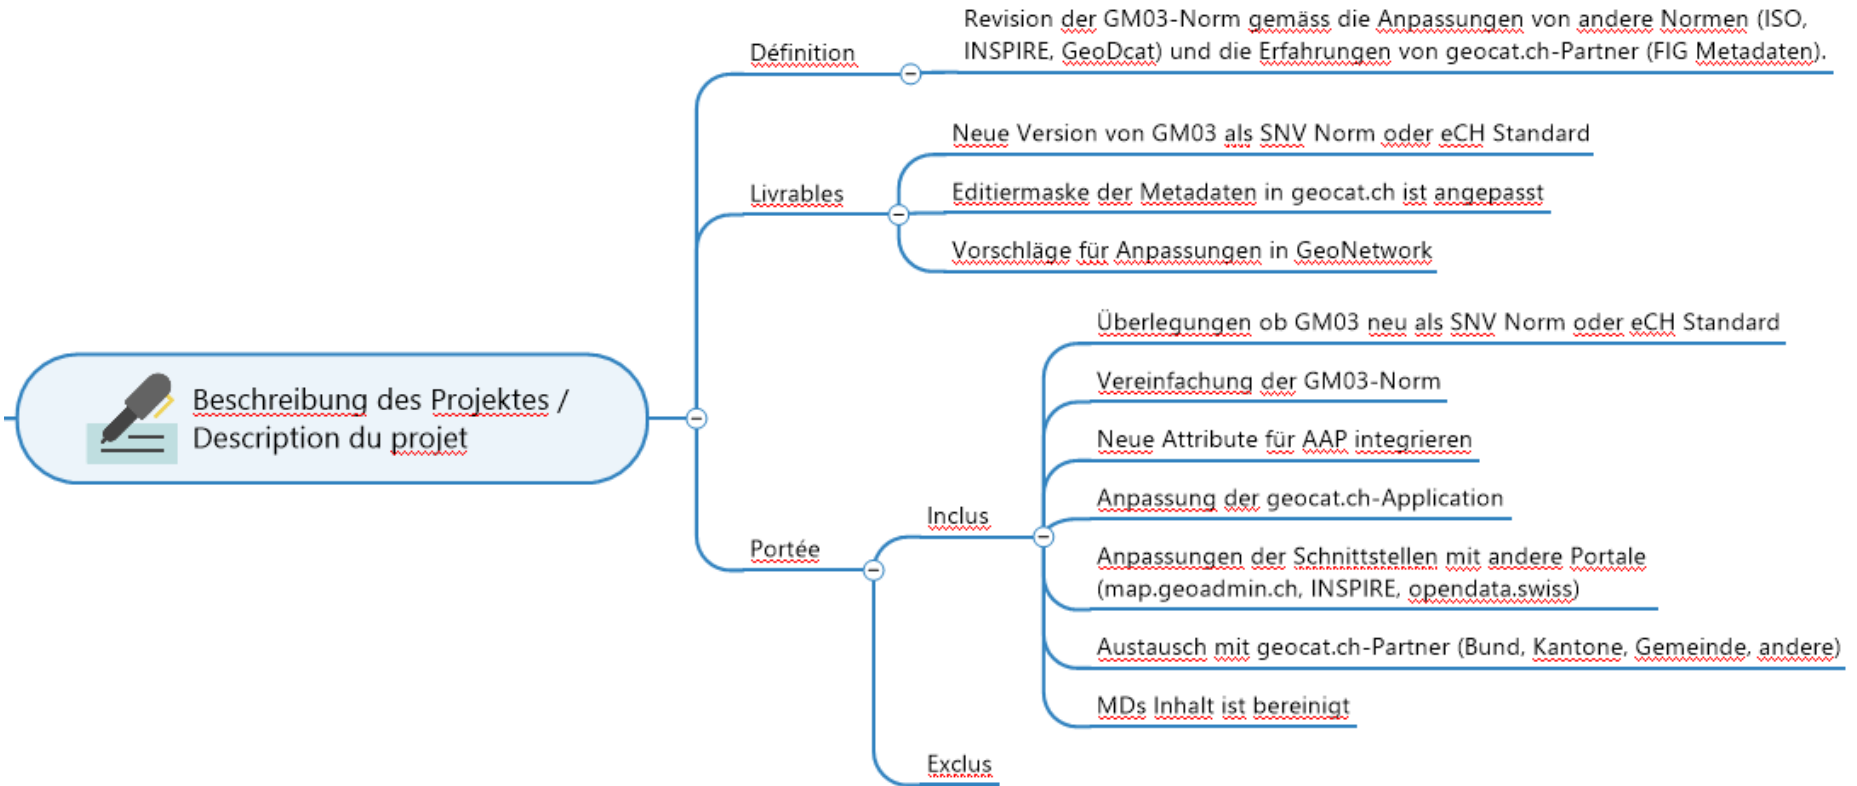 Beschreibung des Projektes /
Description du projet
Définition
Revision der GM03-Norm gemäss die Anpassungen von andere Normen (ISO,
INSPIRE, GeoDcat) und die Erfahrungen von geocat.ch-Partner (FIG Metadaten).
Livrables
Neue Version von GM03 als SNV Norm oder eCH Standard
Editiermaske der Metadaten in geocat.ch ist angepasst
Vorschläge für Anpassungen in GeoNetwork
Portée
Inclus
Überlegungen ob GM03 neu als SNV Norm oder eCH Standard
Vereinfachung der GM03-Norm
Neue Attribute für AAP integrieren
Anpassung der geocat.ch-Application
Anpassungen der Schnittstellen mit andere Portale
(map.geoadmin.ch, INSPIRE, opendata.swiss)
Austausch mit geocat.ch-Partner (Bund, Kantone, Gemeinde, andere)
MDs Inhalt ist bereinigt
Exclus